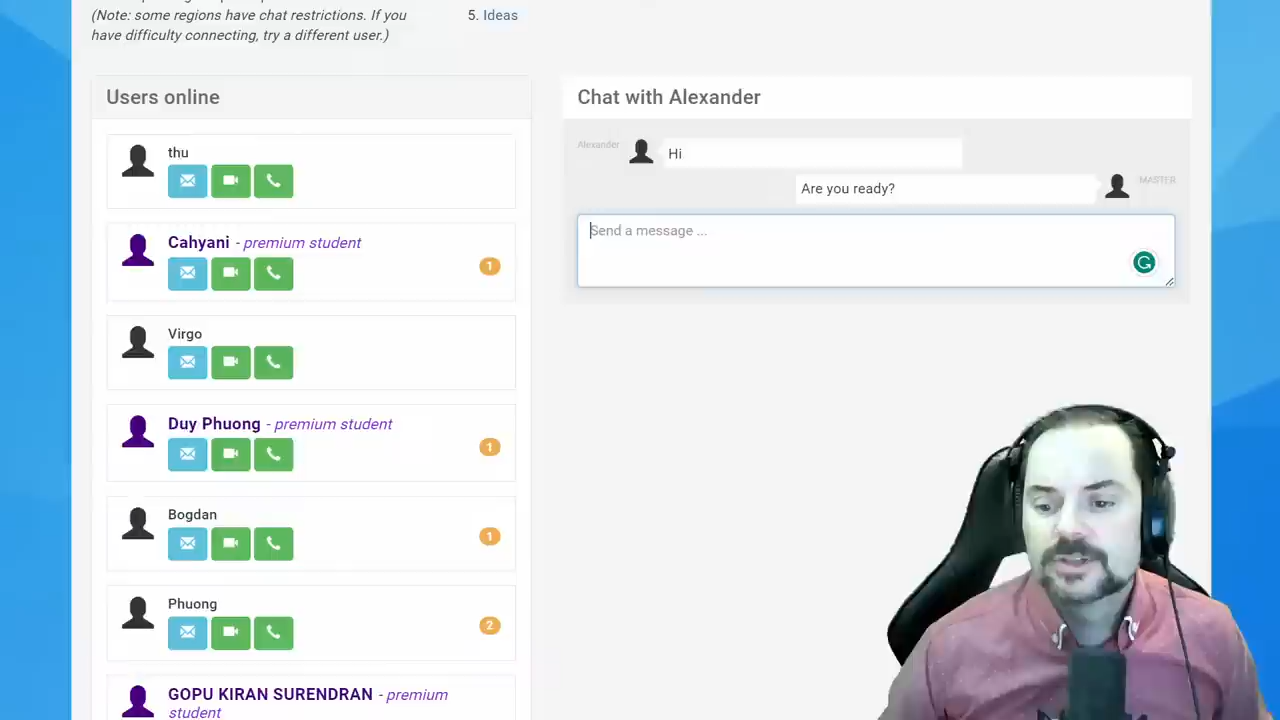 (Note: some regions have chat restrictions. If you
have difficulty connecting, try a different user.)
5. Ideas
Users online
thu
Cahyani - premium student
1
Virgo
Duy Phuong - premium student
1
Bogdan
1
Phuong
2
GOPU KIRAN SURENDRAN - premium
student
Chat with Alexander
Alexander
Hi
Are you ready?
MASTER
Send a message ...